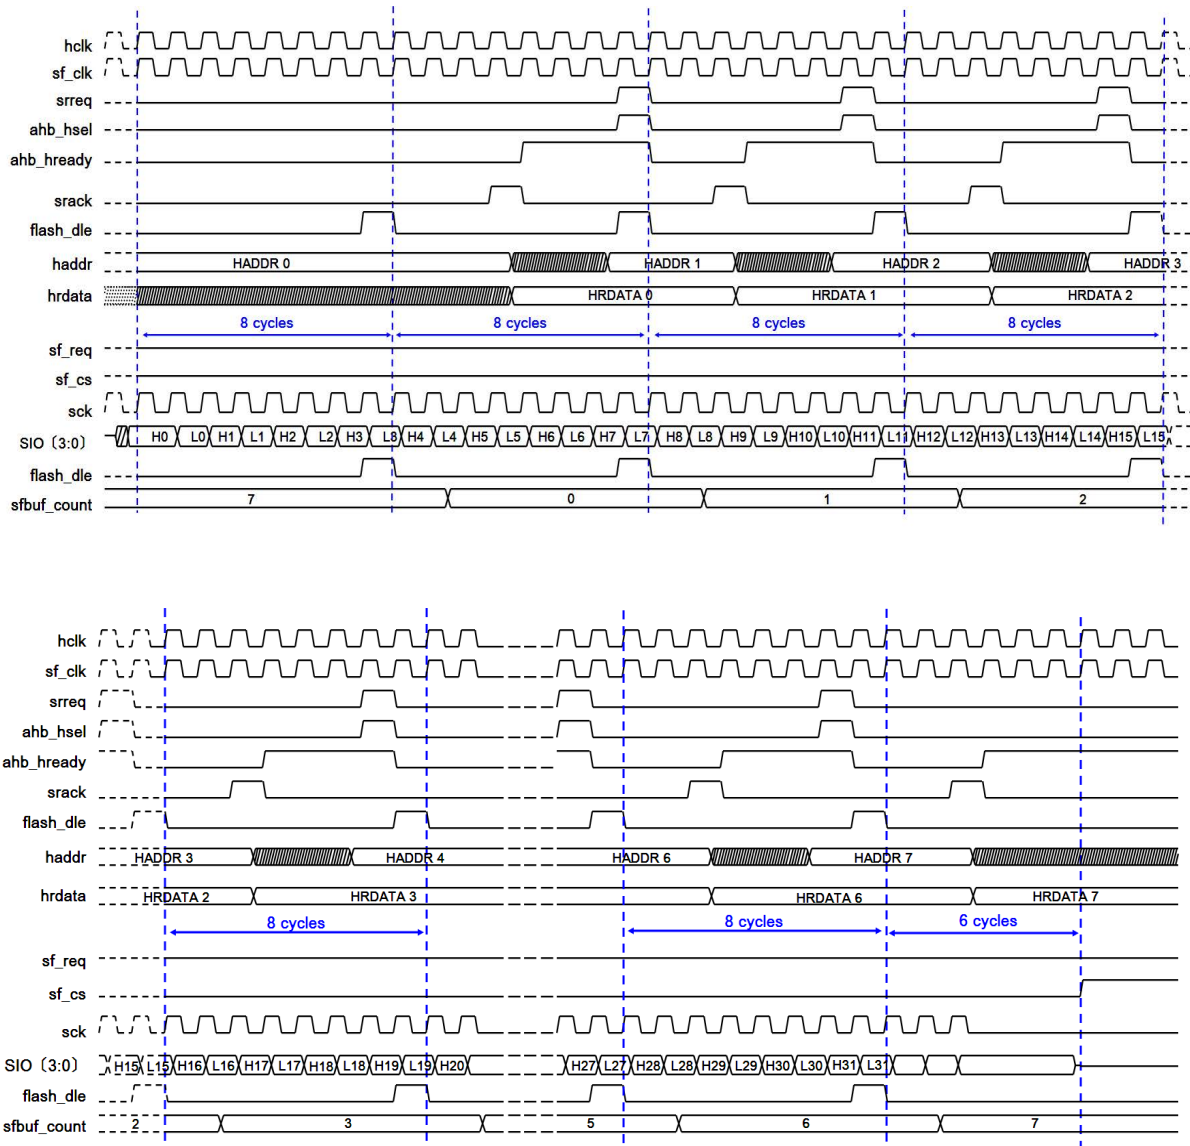 hclk
sf_clk
srreq
ahb_hsel
ahb_hready
srack
flash_dle
haddr HADDR 0 HADDR 1 HADDR 2 HADDR 3
hrdata HRDATA 0 HRDATA 1 HRDATA 2
8 cycles 8 cycles 8 cycles 8 cycles
sf_req
sf_cs
sck
SIO〔3:0〕 H0 L0 H1 L1 H2 L2 H3 L8 H4 L4 H5 L5 H6 L6 H7 L7 H8 L8 H9 L9 H10 L10 H11 L11 H12 L12 H13 L13 H14 L14 H15 L15
flash_dle
sfbuf_count 7 0 1 2
hclk
sf_clk
srreq
ahb_hsel
ahb_hready
srack
flash_dle
haddr HADDR 3 HADDR 4 HADDR 6 HADDR 7
hrdata HRDATA 2 HRDATA 3 HRDATA 6 HRDATA 7
8 cycles 8 cycles 6 cycles
sf_req
sf_cs
sck
SIO〔3:0〕 H15 L15 H16 L16 H17 L17 H18 L18 H19 L19 H20 H27 L27 H28 L28 H29 L29 H30 L30 H31 L31
flash_dle
sfbuf_count 2 3 5 6 7